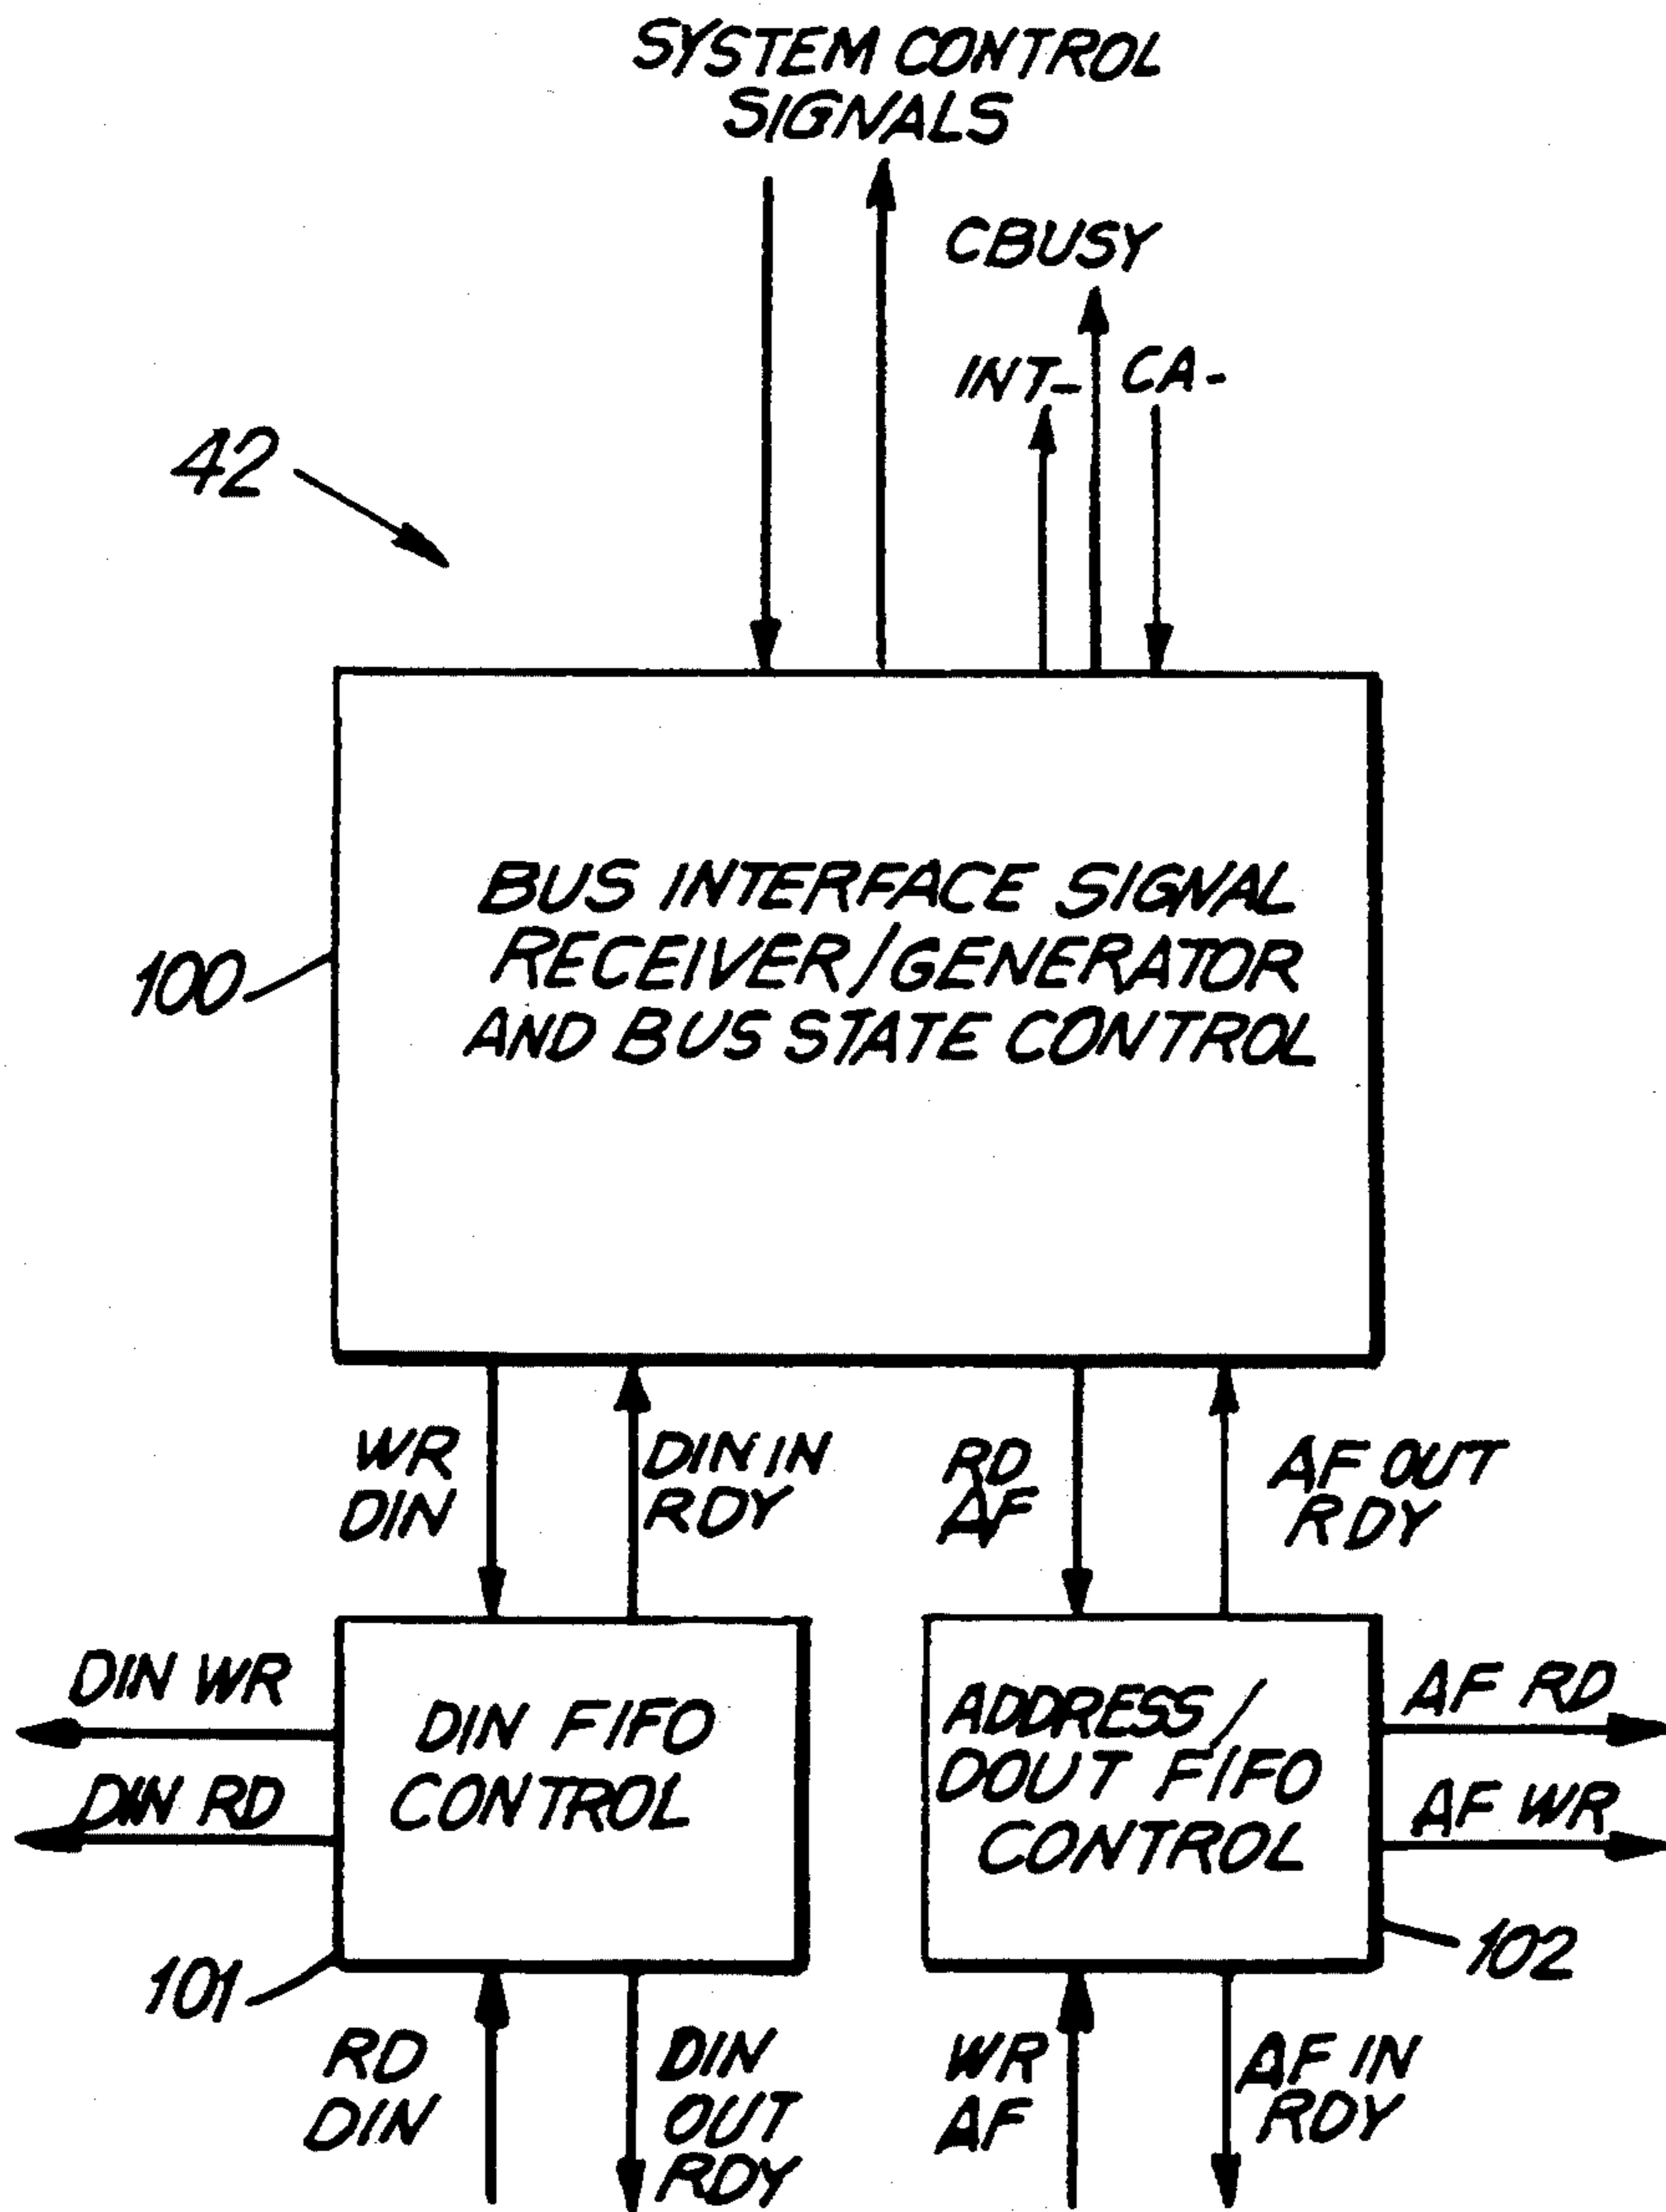 SYSTEM CONTROL
SIGNALS
CBUSY
INT-
CA-
42
100
BUS INTERFACE SIGNAL
RECEIVER/GENERATOR
AND BUS STATE CONTROL
WR
DIN
DIN IN
RDY
RD
AF
AF OUT
RDY
DIN WR
DIN RD
DIN FIFO
CONTROL
ADDRESS/
DOUT FIFO
CONTROL
AF RD
AF WR
101
102
RD
DIN
DIN
OUT
RDY
WR
AF
AF IN
RDY